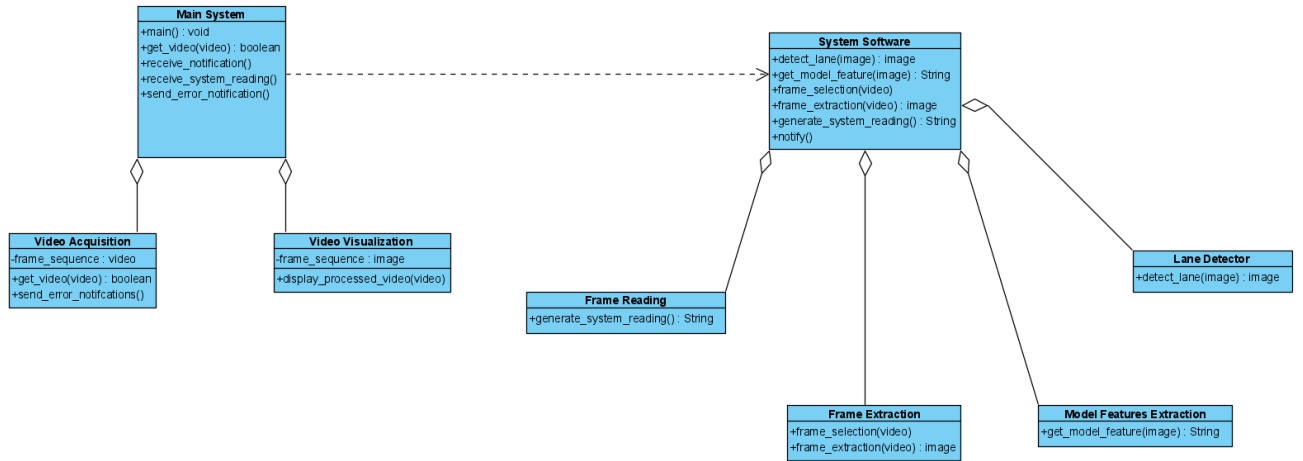 Main System
+main() : void
+get_video(video) : boolean
+receive_notification()
+receive_system_reading()
+send_error_notification()
System Software
+detect_lane(image) : image
+get_model_feature(image) : String
+frame_selection(video)
+frame_extraction(video) : image
+generate_system_reading() : String
+notify()
Video Acquisition
-frame_sequence : video
+get_video(video) : boolean
+send_error_notifcations()
Video Visualization
-frame_sequence : image
+display_processed_video(video)
Lane Detector
+detect_lane(image) : image
Frame Reading
+generate_system_reading() : String
Frame Extraction
+frame_selection(video)
+frame_extraction(video) : image
Model Features Extraction
+get_model_feature(image) : String